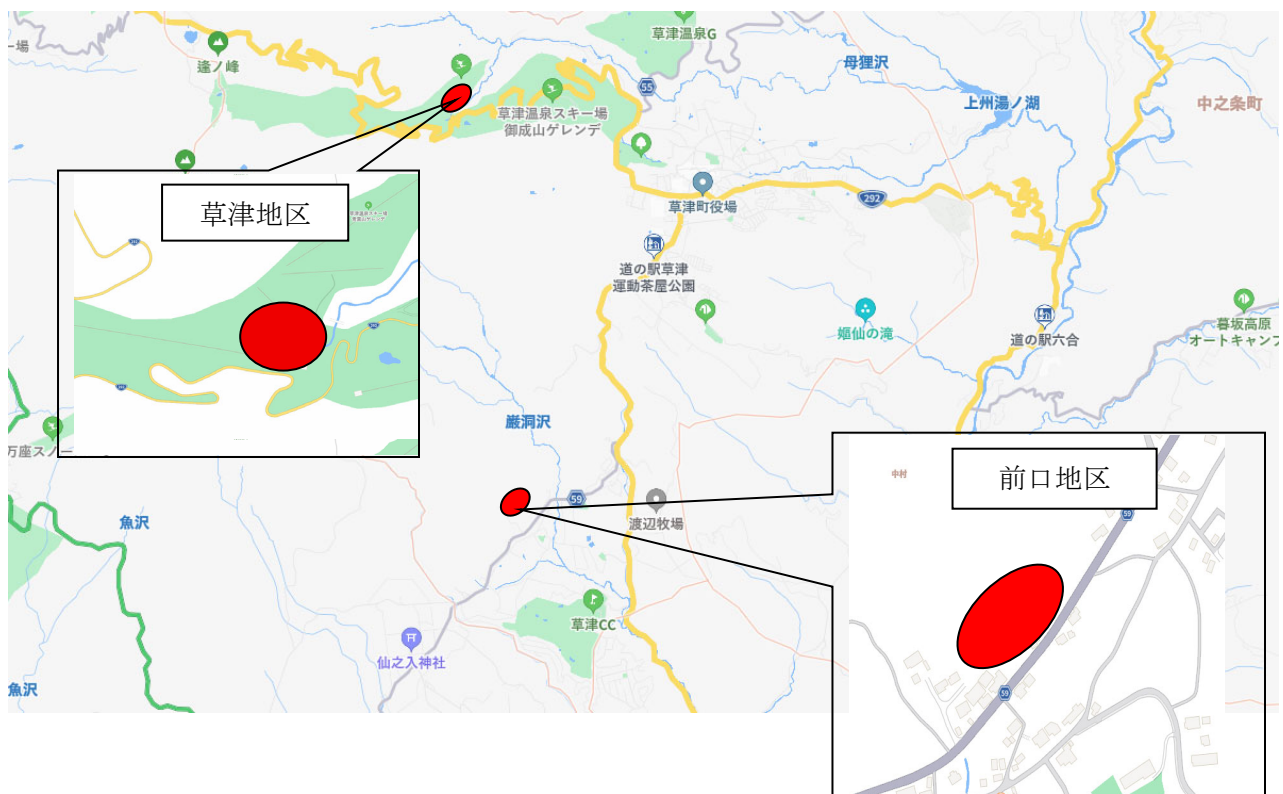 ー場
逢ノ峰
草津温泉G
55
母狸沢
上州湯ノ湖
中之条町
草津温泉スキー場
御成山ゲレンデ
草津町役場
292
道の駅草津
運動茶屋公園
嫗仙の滝
道の駅六合
暮坂高原
オートキャンプ
草津地区
万座スノー
厳洞沢
59
渡辺牧場
魚沢
草津CC
仙之入神社
魚沢
前口地区
中村
59
59